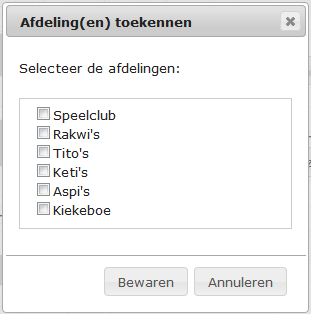 Afdeling(en) toekennen
Selecteer de afdelingen:
Speelclub
Rakwi's
Tito's
Keti's
Aspi's
Kiekeboe
Bewaren Annuleren